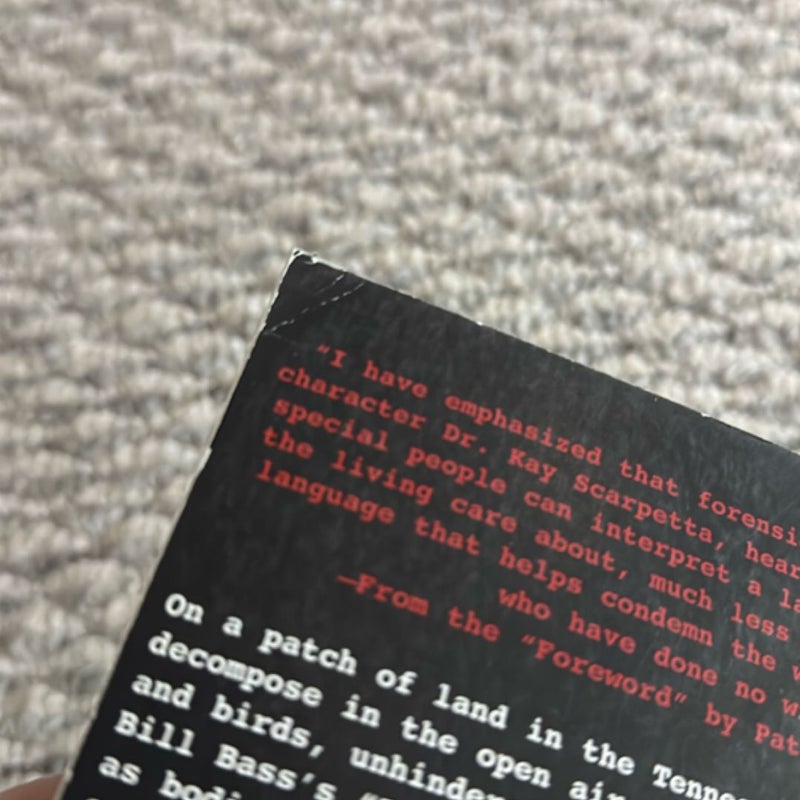 "I have emphasized that forensi
character Dr. Kay Scarpetta, hear
special people can interpret a la
the living care about, much less
language that helps condemn the w
who have done no w
—From the "Foreword" by Pat
On a patch of land in the Tennes
decompose in the open air
and birds, unhinder
Bill Bass's "
as bodi